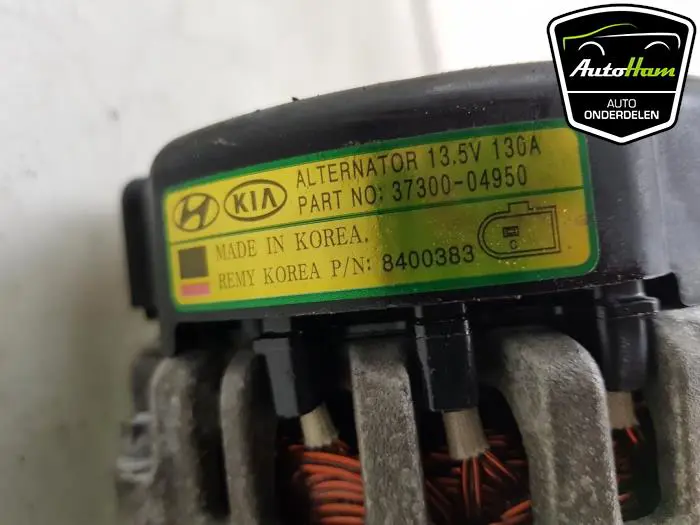 AutoHam
AUTO
ONDERDELEN
ALTERNATOR 13.5V 130A
KIA
PART NO: 37300-04950
MADE IN KOREA.
REMY KOREA P/N: 8400383
C